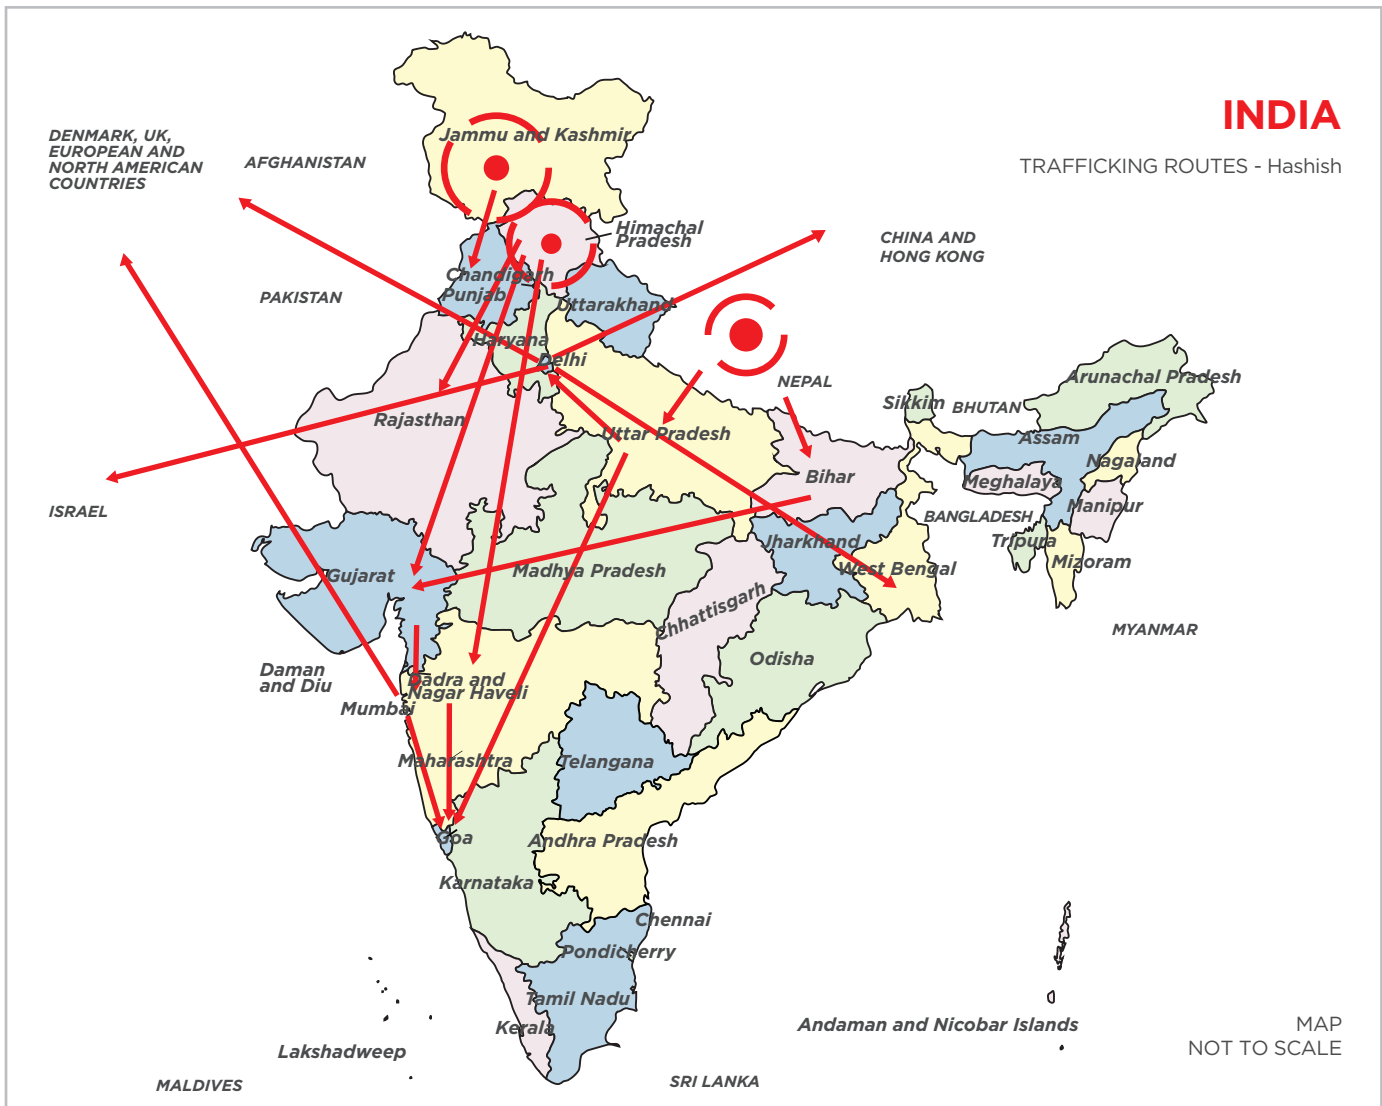 INDIA
TRAFFICKING ROUTES - Hashish
DENMARK, UK,
EUROPEAN AND
NORTH AMERICAN
COUNTRIES
AFGHANISTAN
Jammu and Kashmir
Himachal
Pradesh
CHINA AND
HONG KONG
PAKISTAN
Chandigarh
Punjab
Uttarakhand
Haryana
Delhi
NEPAL
Rajasthan
Uttar Pradesh
Sikkim
BHUTAN
Arunachal Pradesh
Assam
Nagaland
Bihar
Meghalaya
Manipur
ISRAEL
BANGLADESH
Jharkhand
Tripura
Mizoram
West Bengal
Gujarat
Madhya Pradesh
Chhattisgarh
MYANMAR
Odisha
Daman
and Diu
Dadra and
Nagar Haveli
Mumbai
Maharashtra
Telangana
Goa
Andhra Pradesh
Karnataka
Chennai
Pondicherry
Tamil Nadu
Kerala
Andaman and Nicobar Islands
Lakshadweep
MALDIVES
SRI LANKA
MAP
NOT TO SCALE